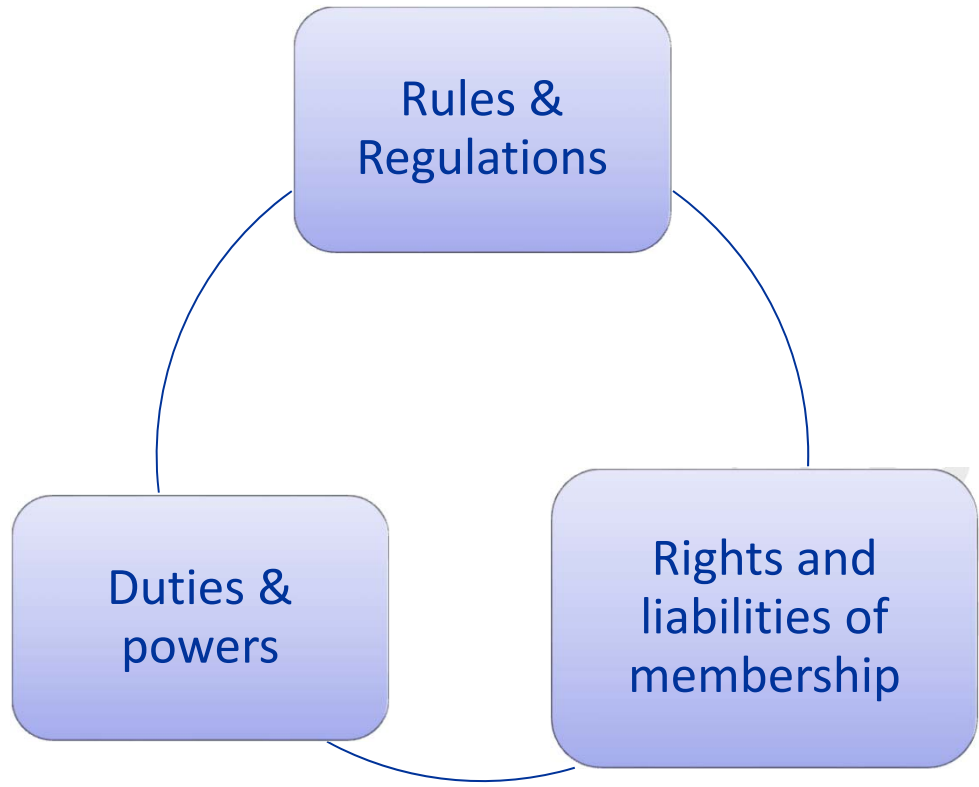 Rules &
Regulations
Rights and
liabilities of
membership
Duties &
powers